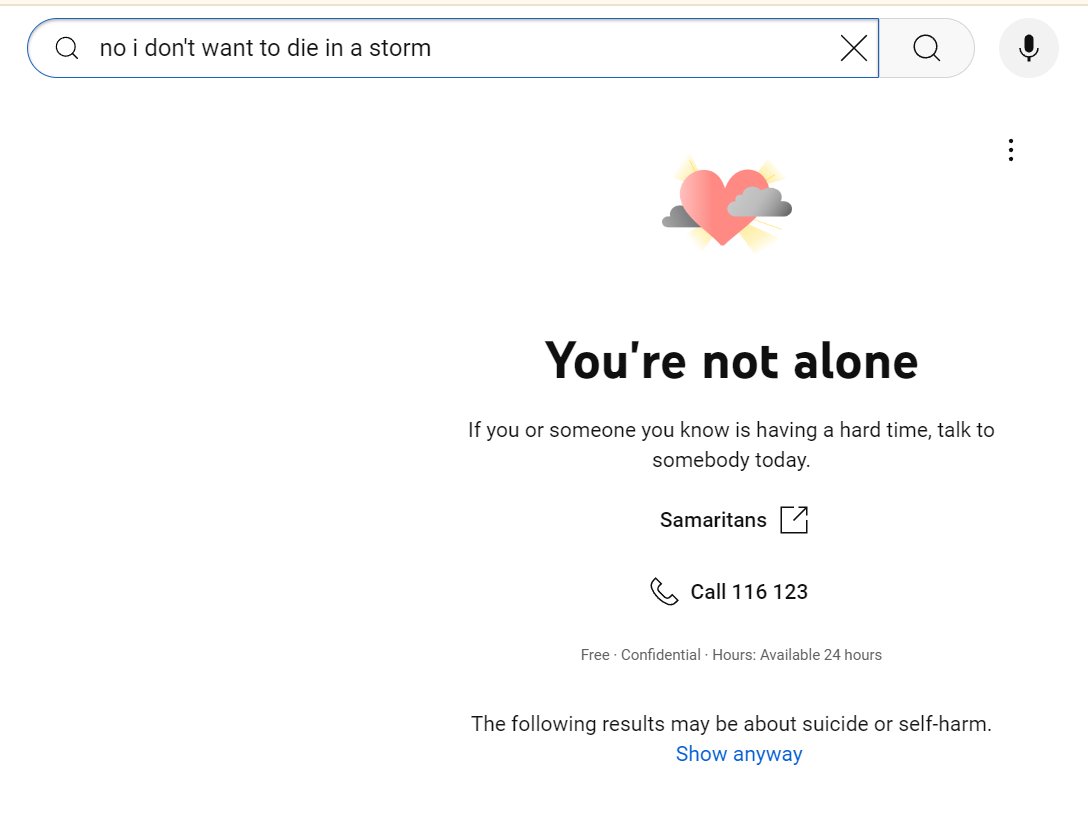 no i don't want to die in a storm
You're not alone
If you or someone you know is having a hard time, talk to
somebody today.
Samaritans
Call 116 123
Free · Confidential · Hours: Available 24 hours
The following results may be about suicide or self-harm.
Show anyway